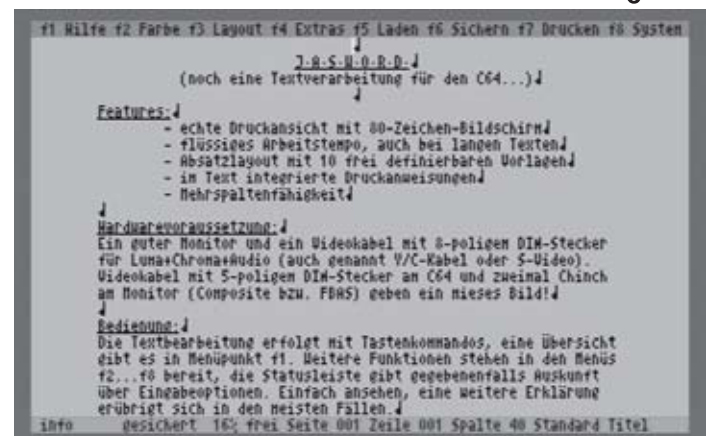 f1 Hilfe f2 Farbe f3 Layout f4 Extras f5 Laden f6 Sichern f7 Drucken f8 System
J-A-S-W-O-R-D-
(noch eine Textverarbeitung für den C64...)
Features:
- echte Druckansicht mit 80-Zeichen-Bildschirm
- flüssiges Arbeitstempo, auch bei langen Texten
- Absatzlayout mit 10 frei definierbaren Vorlagen
- im Text integrierte Druckanweisungen
- Mehrspaltenfähigkeit
Hardwarevoraussetzung:
Ein guter Monitor und ein Videokabel mit 8-poligem DIN-Stecker
für Luma+Chroma+Audio (auch genannt Y/C-Kabel oder S-Video).
Videokabel mit 5-poligem DIN-Stecker am C64 und zweimal Chinch
am Monitor (Composite bzw. FBAS) geben ein mieses Bild!
Bedienung:
Die Textbearbeitung erfolgt mit Tastenkommandos, eine Übersicht
gibt es in Menüpunkt f1. Weitere Funktionen stehen in den Menüs
f2...f8 bereit, die Statusleiste gibt gegebenenfalls Auskunft
über Eingabeoptionen. Einfach ansehen, eine weitere Erklärung
erübrigt sich in den meisten Fällen.
info gesichert 16% frei Seite 001 Zeile 001 Spalte 40 Standard Titel